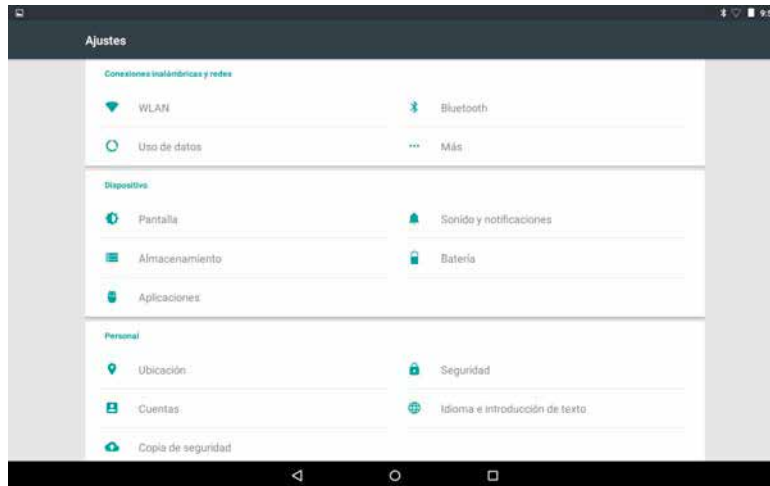 Ajustes
Conexiones inalámbricas y redes
WLAN
Bluetooth
Uso de datos
Más
Dispositivo
Pantalla
Sonido y notificaciones
Almacenamiento
Batería
Aplicaciones
Personal
Ubicación
Seguridad
Cuentas
Idioma e introducción de texto
Copia de seguridad